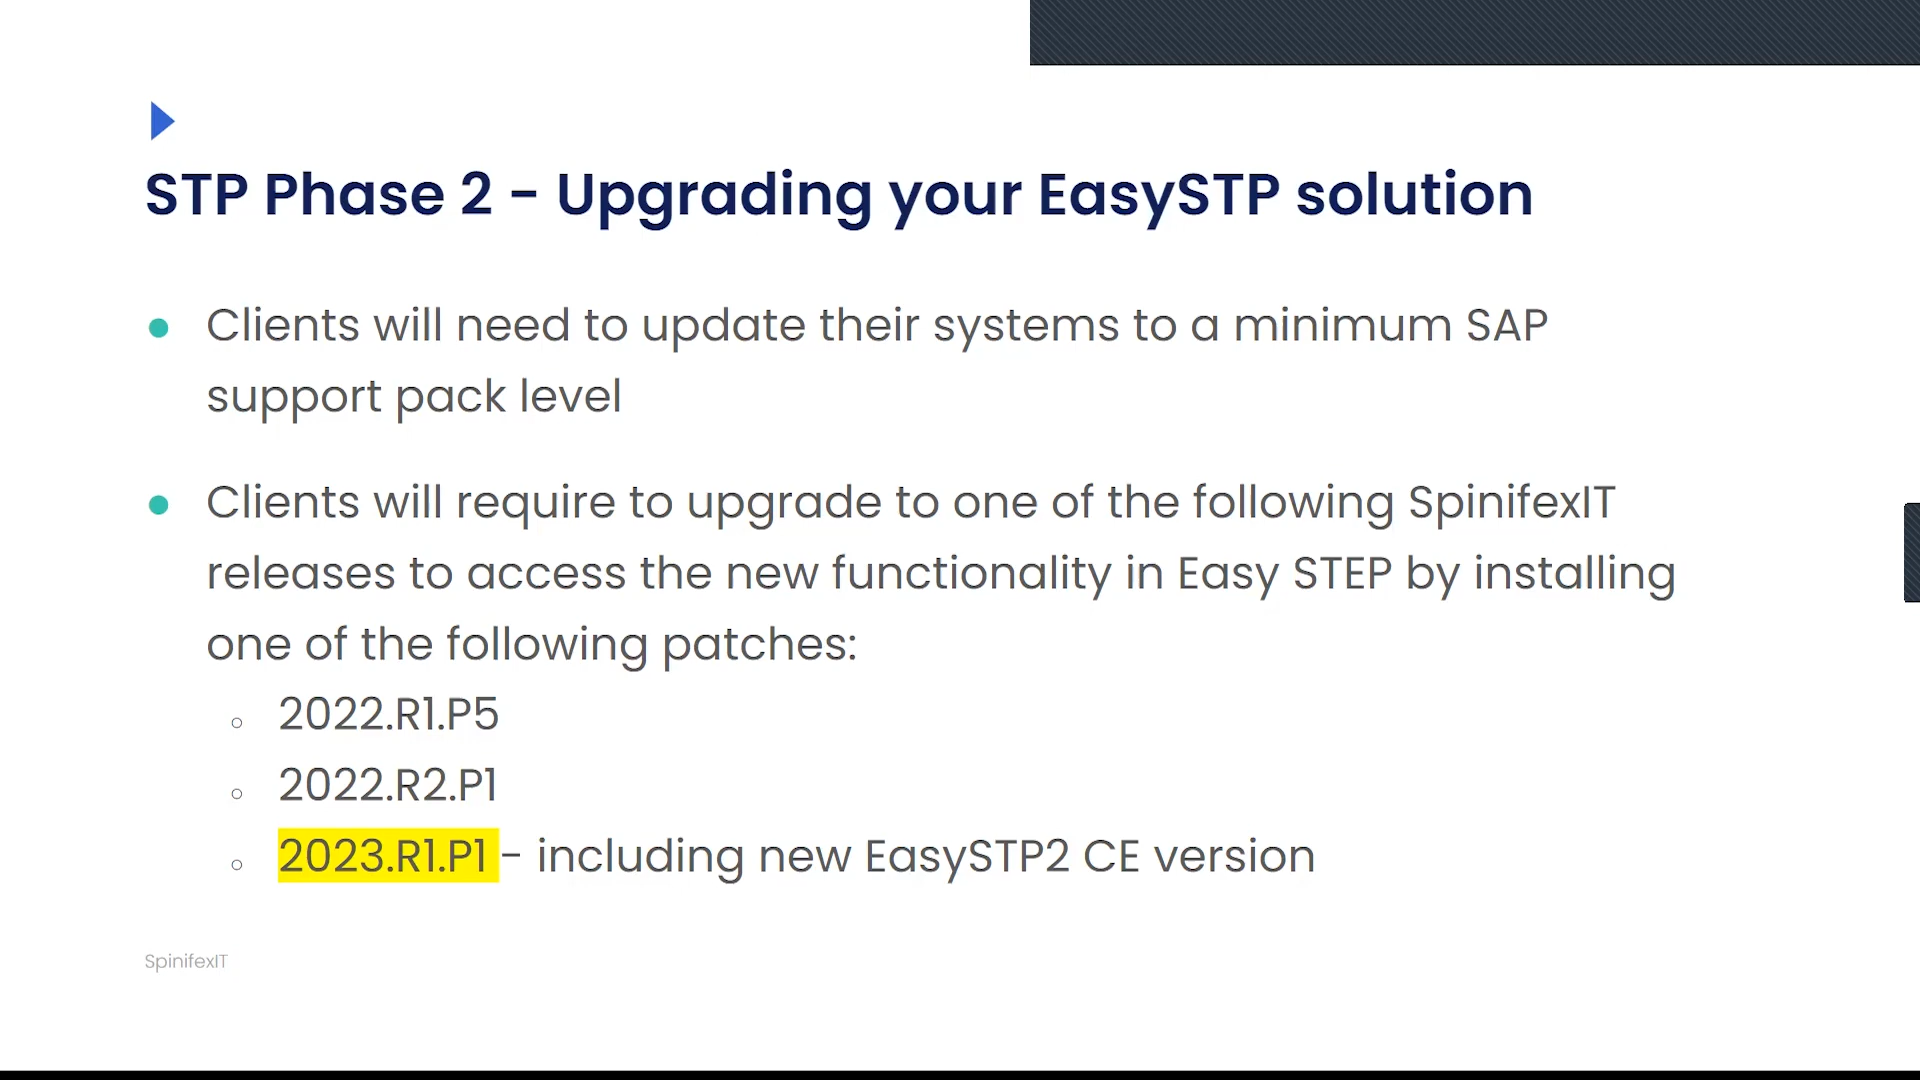 STP Phase 2 - Upgrading your EasySTP solution
Clients will need to update their systems to a minimum SAP
support pack level
Clients will require to upgrade to one of the following SpinifexIT
releases to access the new functionality in Easy STEP by installing
one of the following patches:
2022.R1.P5
2022.R2.P1
2023.R1.P1 - including new EasySTP2 CE version
SpinifexIT